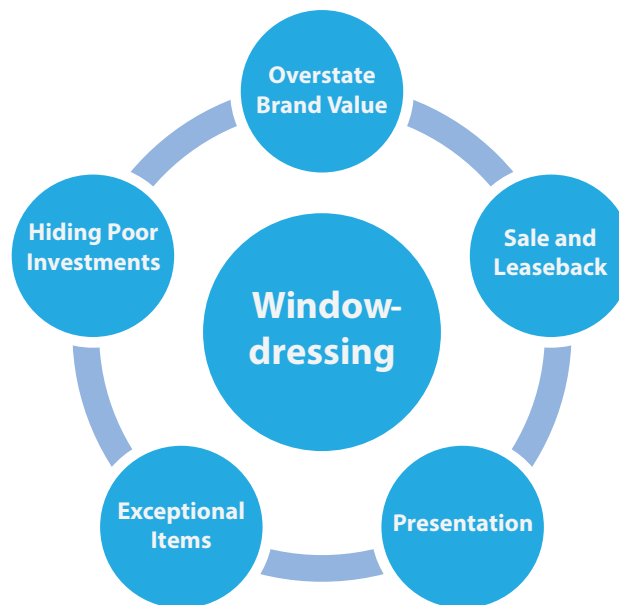 Overstate
Brand Value
Hiding Poor
Investments
Sale and
Leaseback
Window-
dressing
Exceptional
Items
Presentation